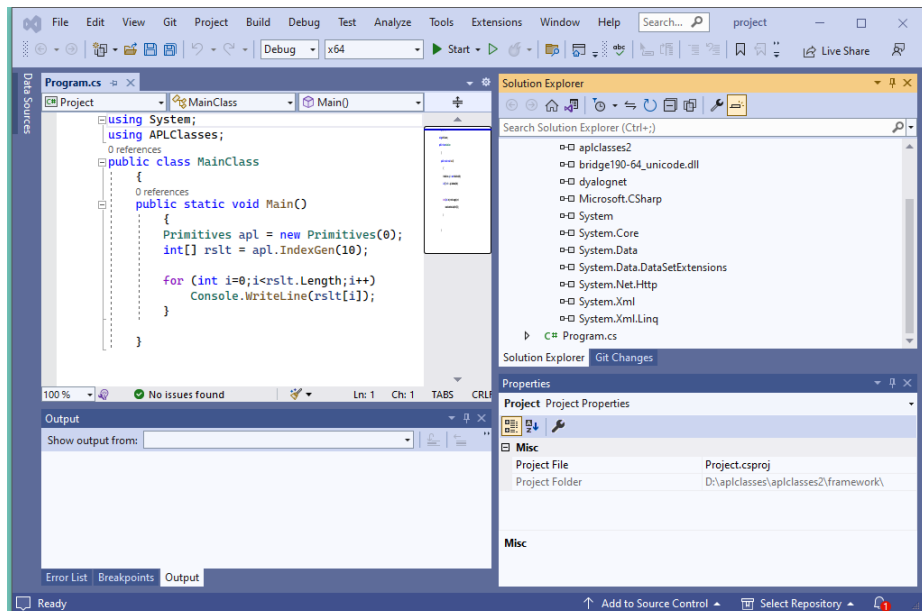 File Edit View Git Project Build Debug Test Analyze Tools Extensions Window Help Search... project
Debug x64 Start Live Share
Data Sources
Program.cs
Project MainClass Main()
using System;
using APLClasses;
0 references
public class MainClass
{
0 references
public static void Main()
{
Primitives apl = new Primitives(0);
int[] rslt = apl.IndexGen(10);
for (int i=0;i<rslt.Length;i++)
Console.WriteLine(rslt[i]);
}
}
100 % No issues found Ln: 1 Ch: 1 TABS CRLF
Output
Show output from:
Error List Breakpoints Output
Solution Explorer
Search Solution Explorer (Ctrl+;)
aplclasses2
bridge190-64_unicode.dll
dyalognet
Microsoft.CSharp
System
System.Core
System.Data
System.Data.DataSetExtensions
System.Net.Http
System.Xml
System.Xml.Linq
C# Program.cs
Solution Explorer Git Changes
Properties
Project Project Properties
Misc
Project File Project.csproj
Project Folder D:\aplclasses\aplclasses2\framework\
Misc
Ready Add to Source Control Select Repository 1